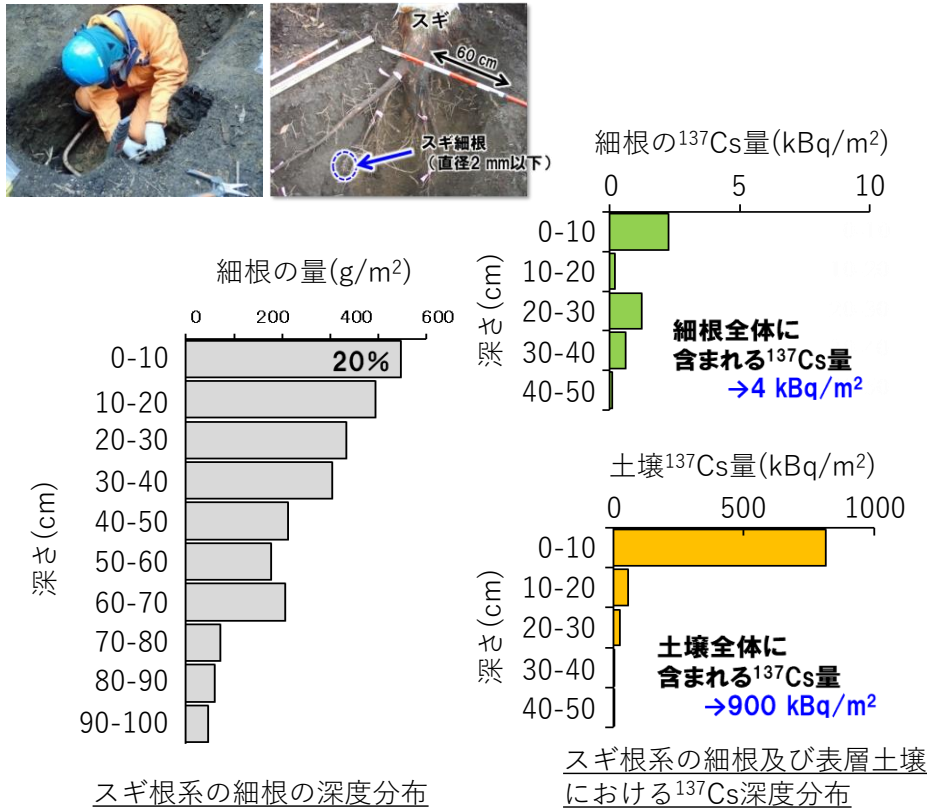 スギ
60 cm
スギ細根
(直径2 mm以下)
細根の量(g/m²)
0 200 400 600
深さ(cm)
0-10
20%
10-20
20-30
30-40
40-50
50-60
60-70
70-80
80-90
90-100
スギ根系の細根の深度分布
細根の¹³⁷Cs量(kBq/m²)
0 5 10
深さ(cm)
0-10
10-20
20-30
30-40
40-50
細根全体に
含まれる¹³⁷Cs量
→4 kBq/m²
土壌¹³⁷Cs量(kBq/m²)
0 500 1000
深さ(cm)
0-10
10-20
20-30
30-40
40-50
土壌全体に
含まれる¹³⁷Cs量
→900 kBq/m²
スギ根系の細根及び表層土壌
における¹³⁷Cs深度分布